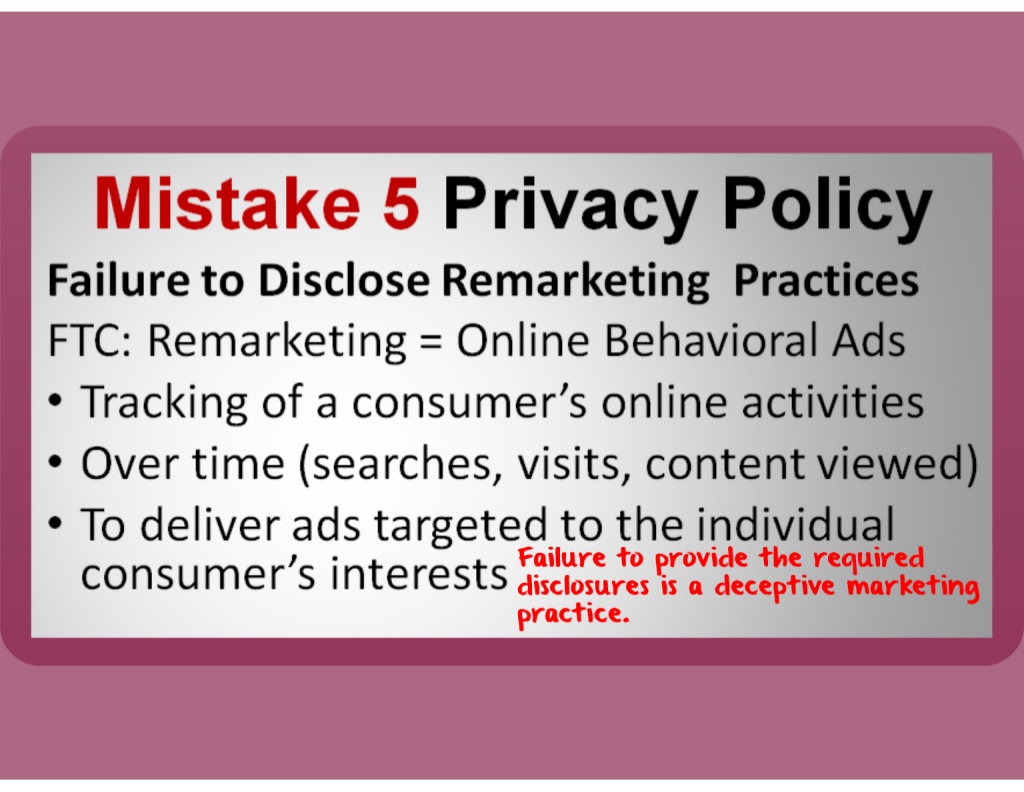 Mistake 5 Privacy Policy
Failure to Disclose Remarketing Practices
FTC: Remarketing = Online Behavioral Ads
• Tracking of a consumer’s online activities
• Over time (searches, visits, content viewed)
• To deliver ads targeted to the individual
consumer’s interests
Failure to provide the required
disclosures is a deceptive marketing
practice.